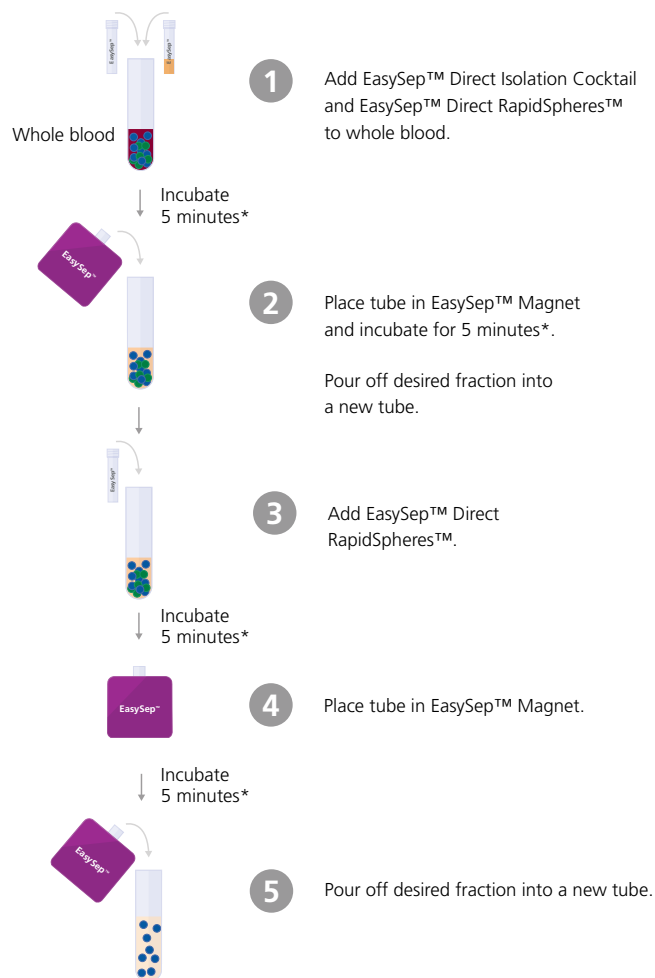 EasySep™
EasySep™
1
Add EasySep™ Direct Isolation Cocktail
and EasySep™ Direct RapidSpheres™
to whole blood.
Whole blood
Incubate
5 minutes*
EasySep™
2
Place tube in EasySep™ Magnet
and incubate for 5 minutes*.
Pour off desired fraction into
a new tube.
EasySep™
3
Add EasySep™ Direct
RapidSpheres™.
Incubate
5 minutes*
EasySep™
4
Place tube in EasySep™ Magnet.
Incubate
5 minutes*
EasySep™
5
Pour off desired fraction into a new tube.